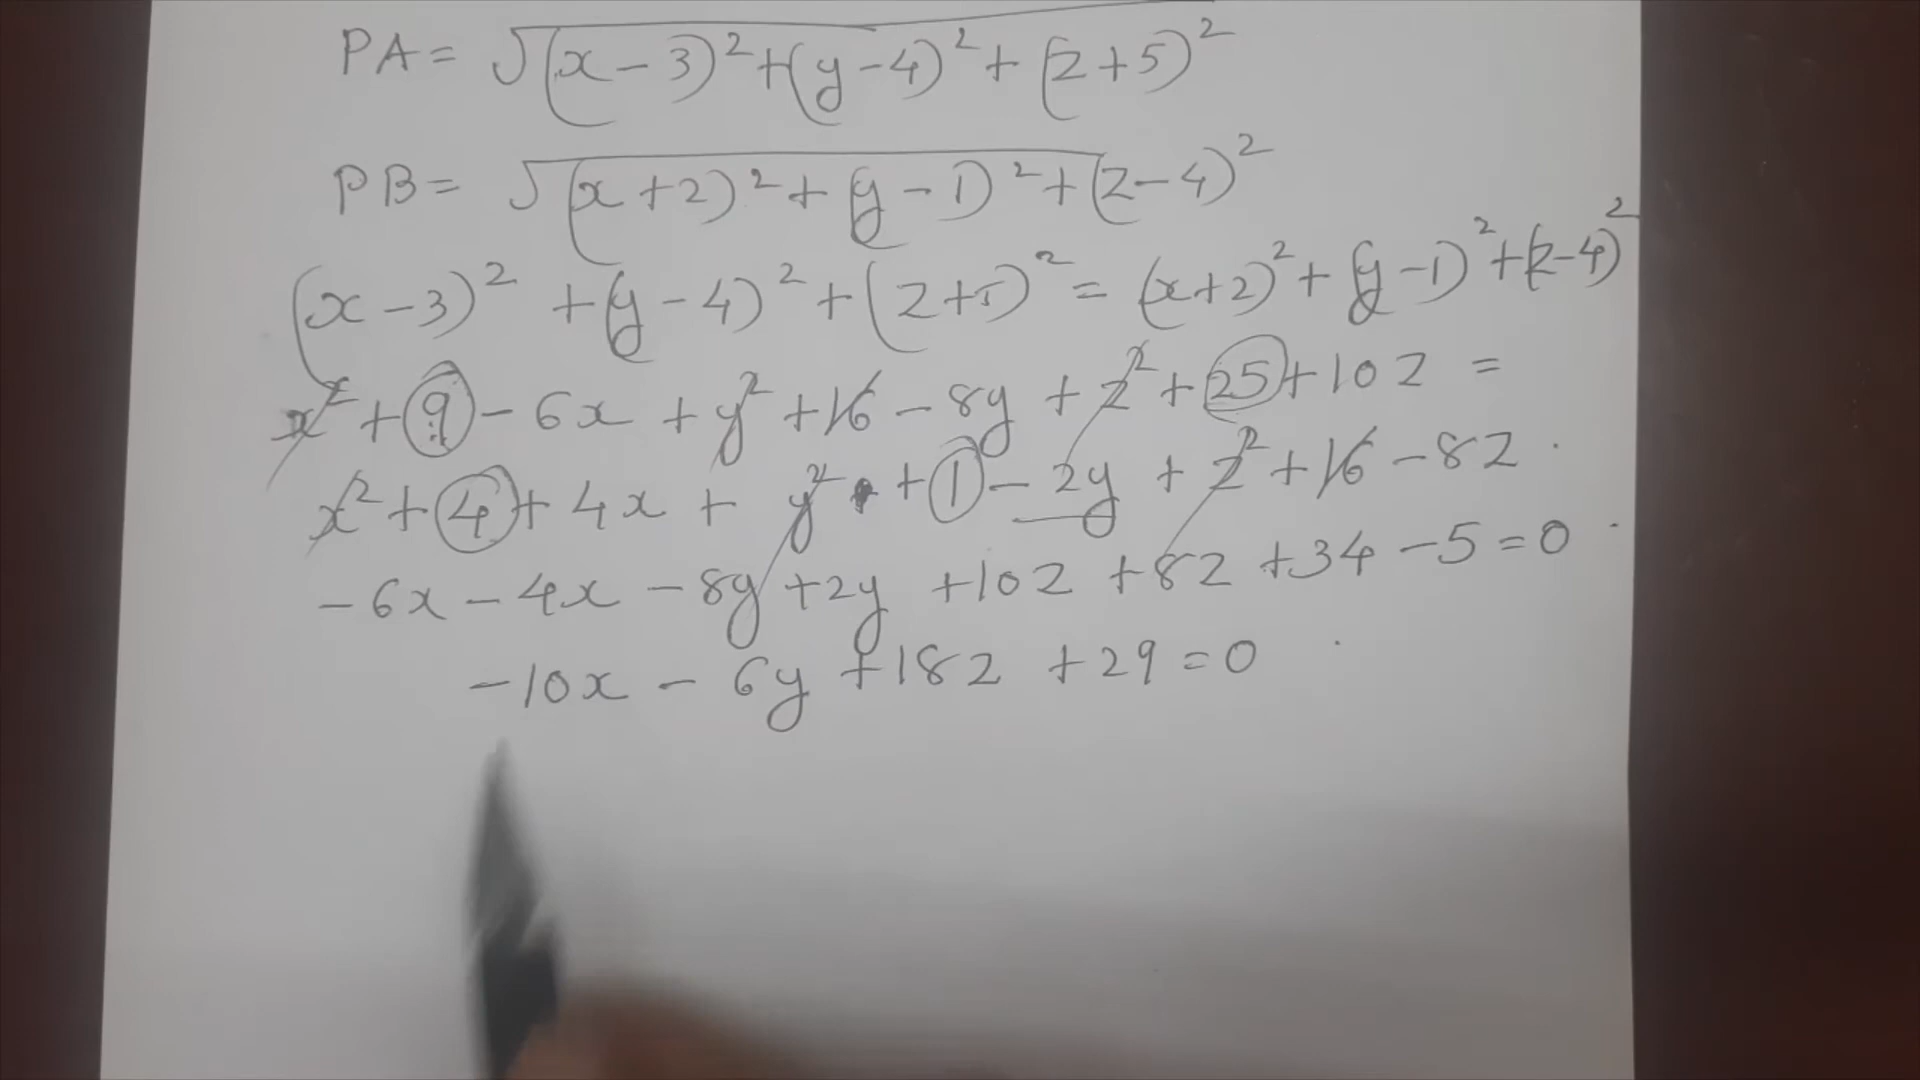 PA = √(x-3)²+(y-4)²+(z+5)²
PB = √(x+2)²+(y-1)²+(z-4)²
(x-3)²+(y-4)²+(z+5)² = (x+2)²+(y-1)²+(z-4)²
x²+9-6x+y²+16-8y+z²+25+10z =
x²+4+4x+y²+1-2y+z²+16-8z.
-6x-4x-8y+2y+10z+8z+34-5=0.
-10x-6y+18z+29=0.